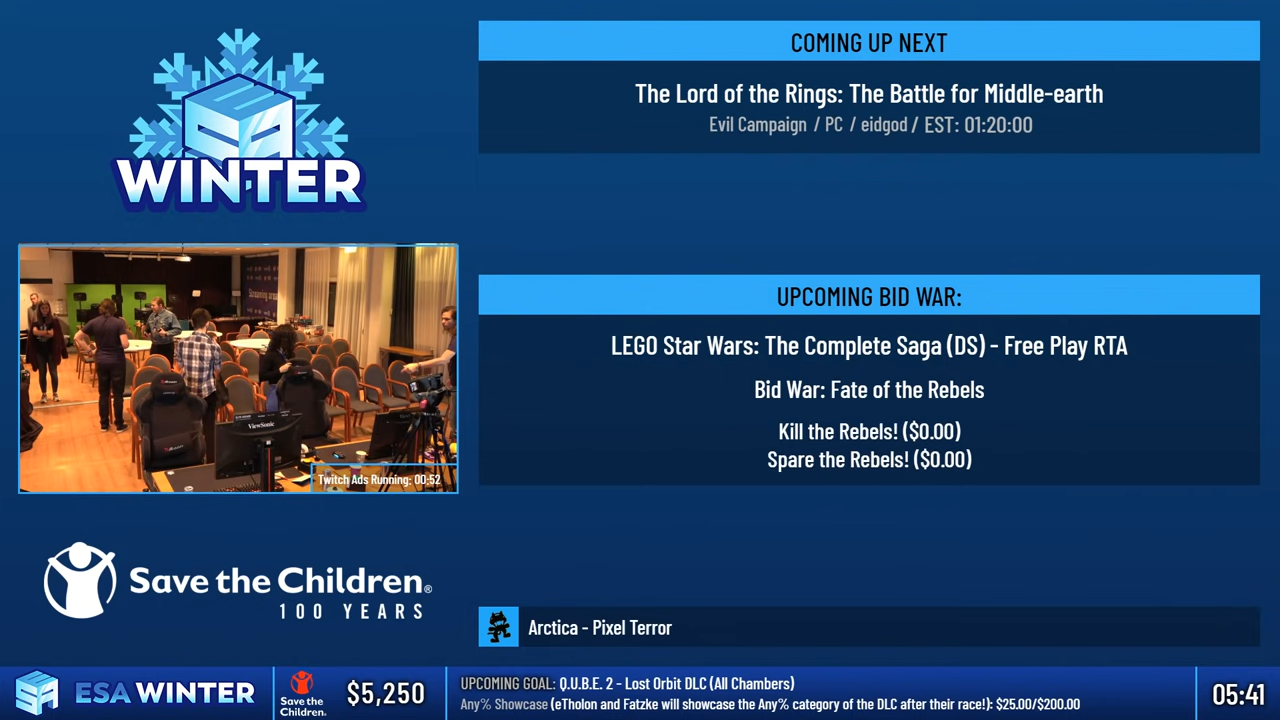 ESA
WINTER
COMING UP NEXT
The Lord of the Rings: The Battle for Middle-earth
Evil Campaign / PC / eidgod / EST: 01:20:00
Streaming area
ViewSonic
Twitch Ads Running: 00:52
UPCOMING BID WAR:
LEGO Star Wars: The Complete Saga (DS) - Free Play RTA
Bid War: Fate of the Rebels
Kill the Rebels! ($0.00)
Spare the Rebels! ($0.00)
Save the Children®
100 YEARS
Arctica - Pixel Terror
ESA WINTER
Save the
Children.
$5,250
UPCOMING GOAL: Q.U.B.E. 2 - Lost Orbit DLC (All Chambers)
Any% Showcase (eTholon and Fatzke will showcase the Any% category of the DLC after their race!): $25.00/$200.00
05:41